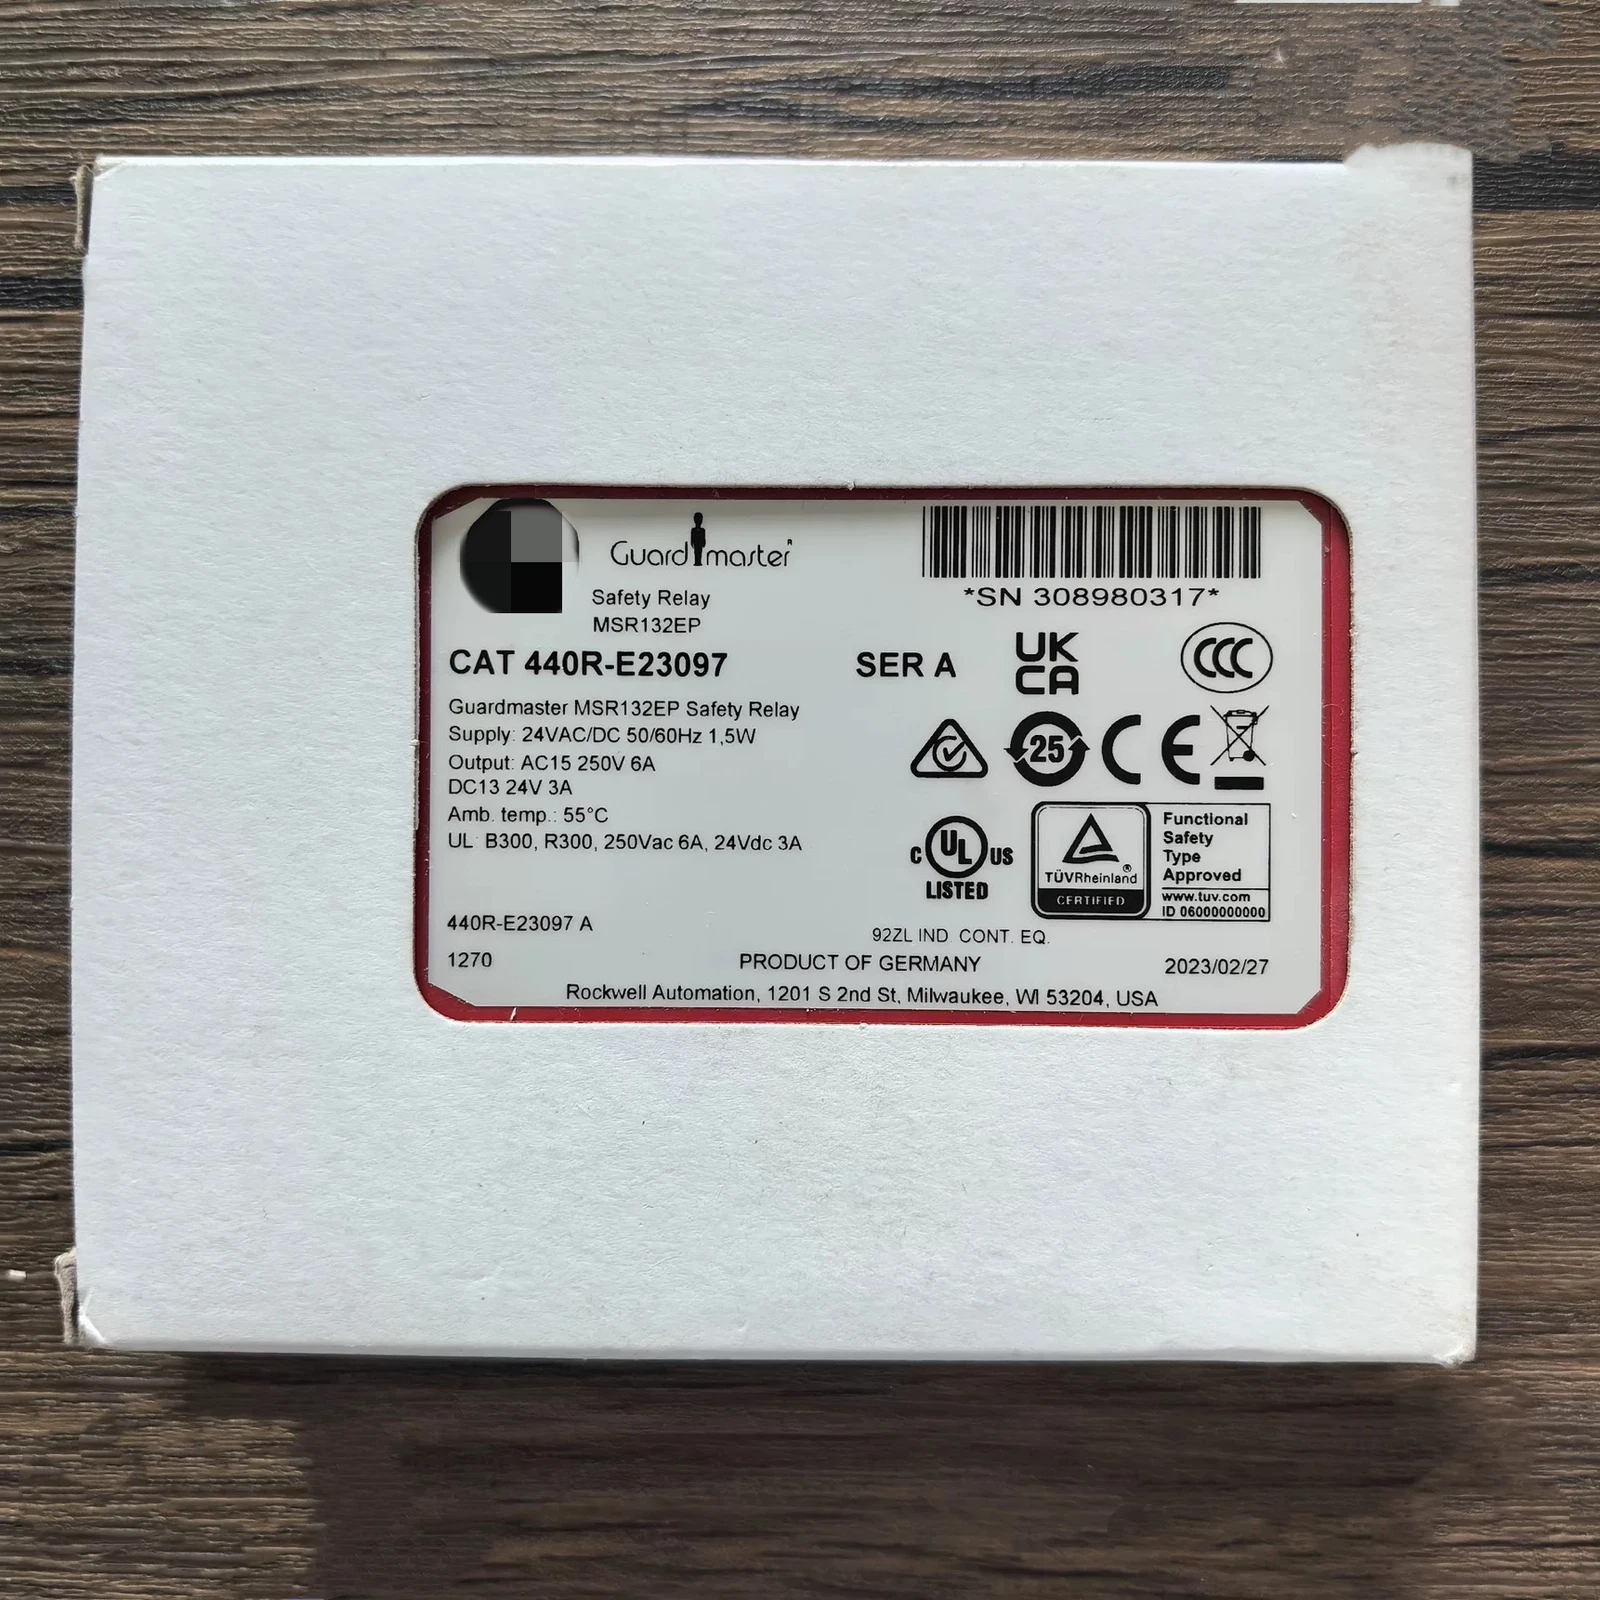 Guardmaster®
Safety Relay
MSR132EP
*SN 308980317*
CAT 440R-E23097
SER A
UK
CA
CCC
Guardmaster MSR132EP Safety Relay
Supply: 24VAC/DC 50/60Hz 1,5W
Output: AC15 250V 6A
DC13 24V 3A
Amb. temp.: 55°C
UL: B300, R300, 250Vac 6A, 24Vdc 3A
25
CE
C UL US
LISTED
TÜVRheinland®
CERTIFIED
Functional
Safety
Type
Approved
www.tuv.com
ID 06000000000
440R-E23097 A
92ZL IND. CONT. EQ.
1270
PRODUCT OF GERMANY
2023/02/27
Rockwell Automation, 1201 S 2nd St, Milwaukee, WI 53204, USA